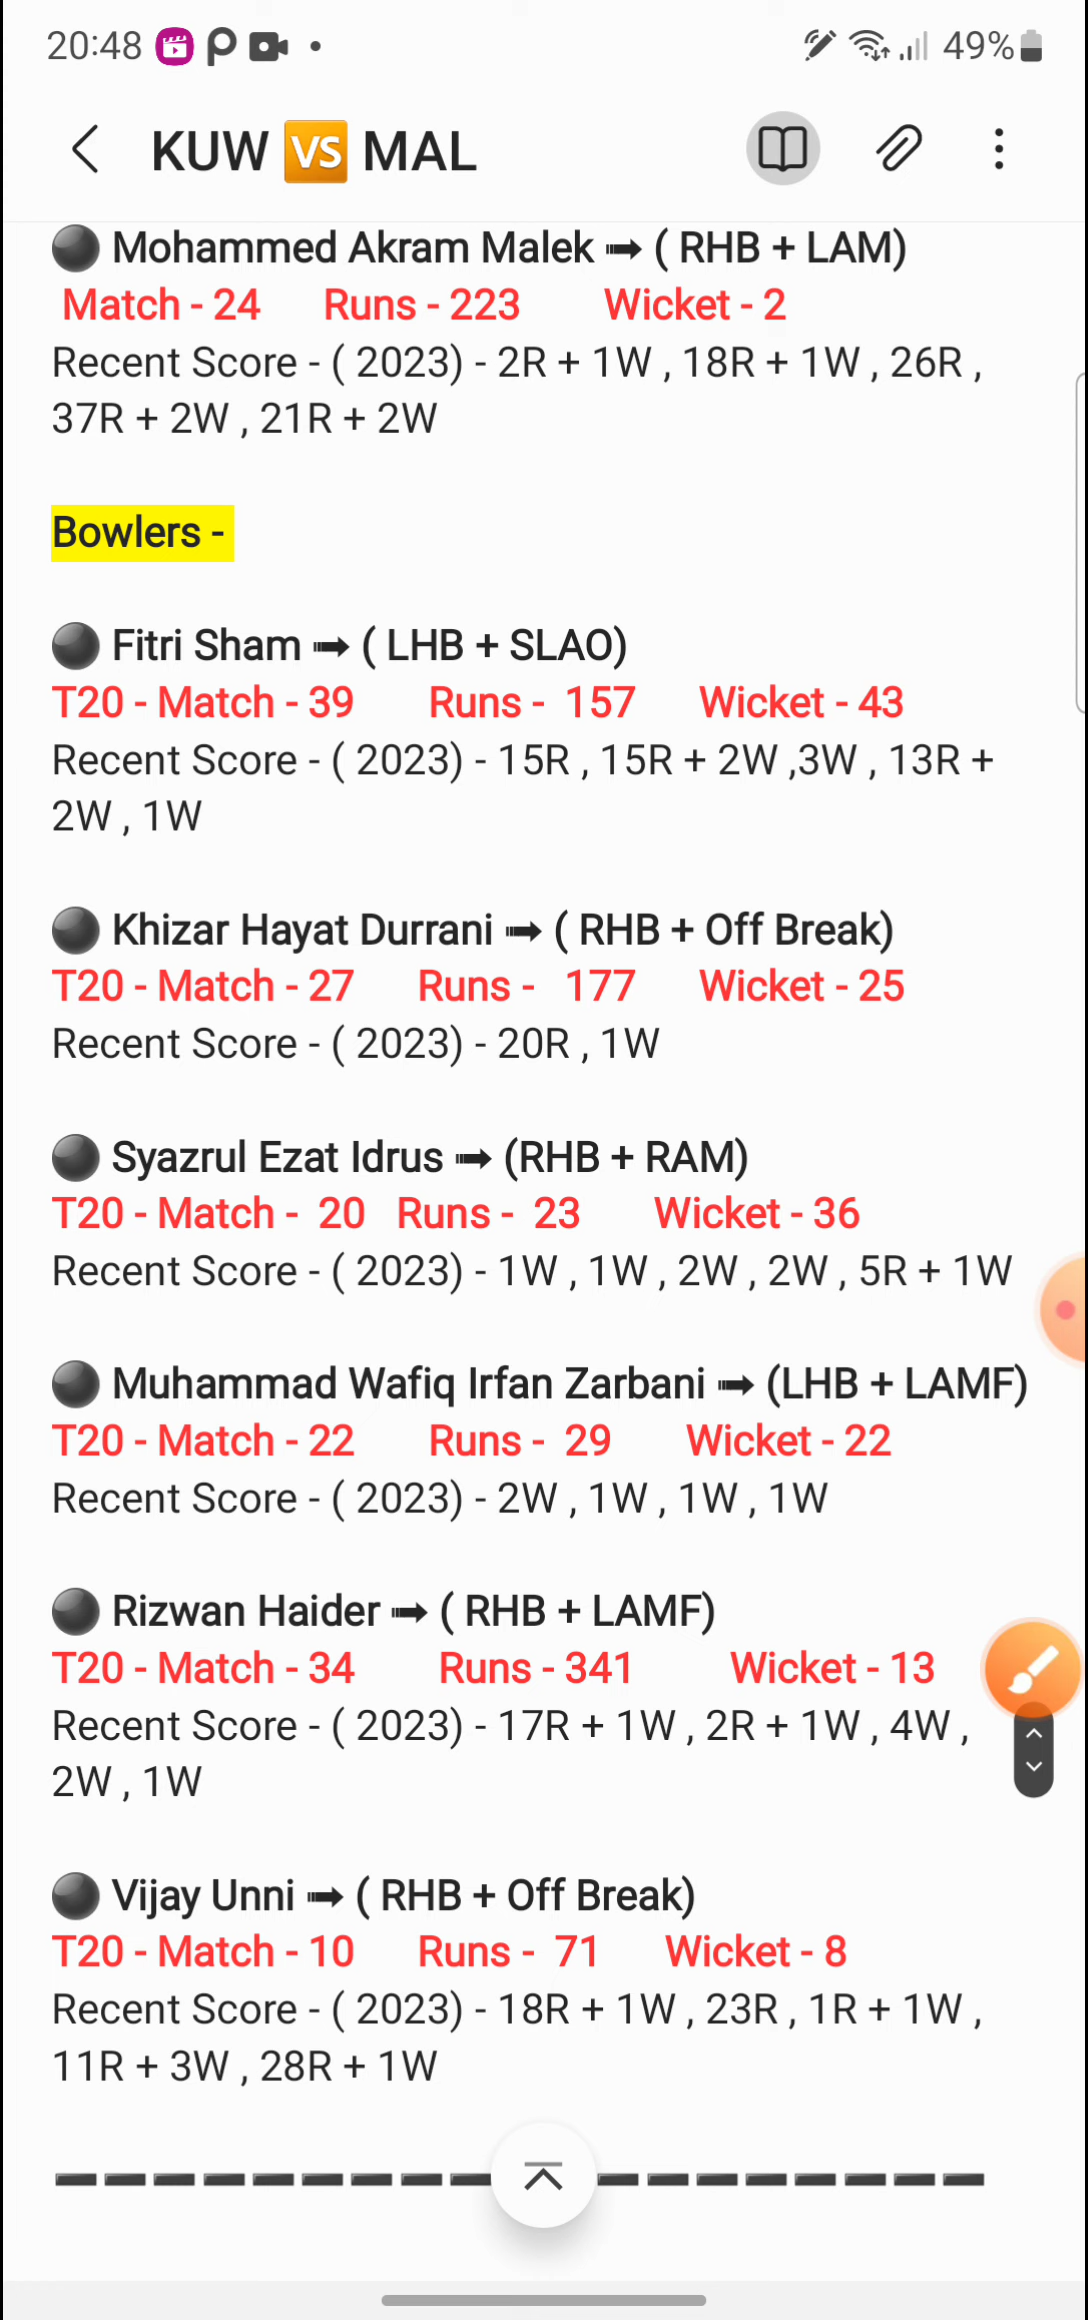 20:48 49%
KUW VS MAL
Mohammed Akram Malek ➟ ( RHB + LAM)
Match - 24 Runs - 223 Wicket - 2
Recent Score - ( 2023) - 2R + 1W , 18R + 1W , 26R ,
37R + 2W , 21R + 2W
Bowlers -
Fitri Sham ➟ ( LHB + SLAO)
T20 - Match - 39 Runs - 157 Wicket - 43
Recent Score - ( 2023) - 15R , 15R + 2W ,3W , 13R +
2W , 1W
Khizar Hayat Durrani ➟ ( RHB + Off Break)
T20 - Match - 27 Runs - 177 Wicket - 25
Recent Score - ( 2023) - 20R , 1W
Syazrul Ezat Idrus ➟ (RHB + RAM)
T20 - Match - 20 Runs - 23 Wicket - 36
Recent Score - ( 2023) - 1W , 1W , 2W , 2W , 5R + 1W
Muhammad Wafiq Irfan Zarbani ➟ (LHB + LAMF)
T20 - Match - 22 Runs - 29 Wicket - 22
Recent Score - ( 2023) - 2W , 1W , 1W , 1W
Rizwan Haider ➟ ( RHB + LAMF)
T20 - Match - 34 Runs - 341 Wicket - 13
Recent Score - ( 2023) - 17R + 1W , 2R + 1W , 4W ,
2W , 1W
Vijay Unni ➟ ( RHB + Off Break)
T20 - Match - 10 Runs - 71 Wicket - 8
Recent Score - ( 2023) - 18R + 1W , 23R , 1R + 1W ,
11R + 3W , 28R + 1W